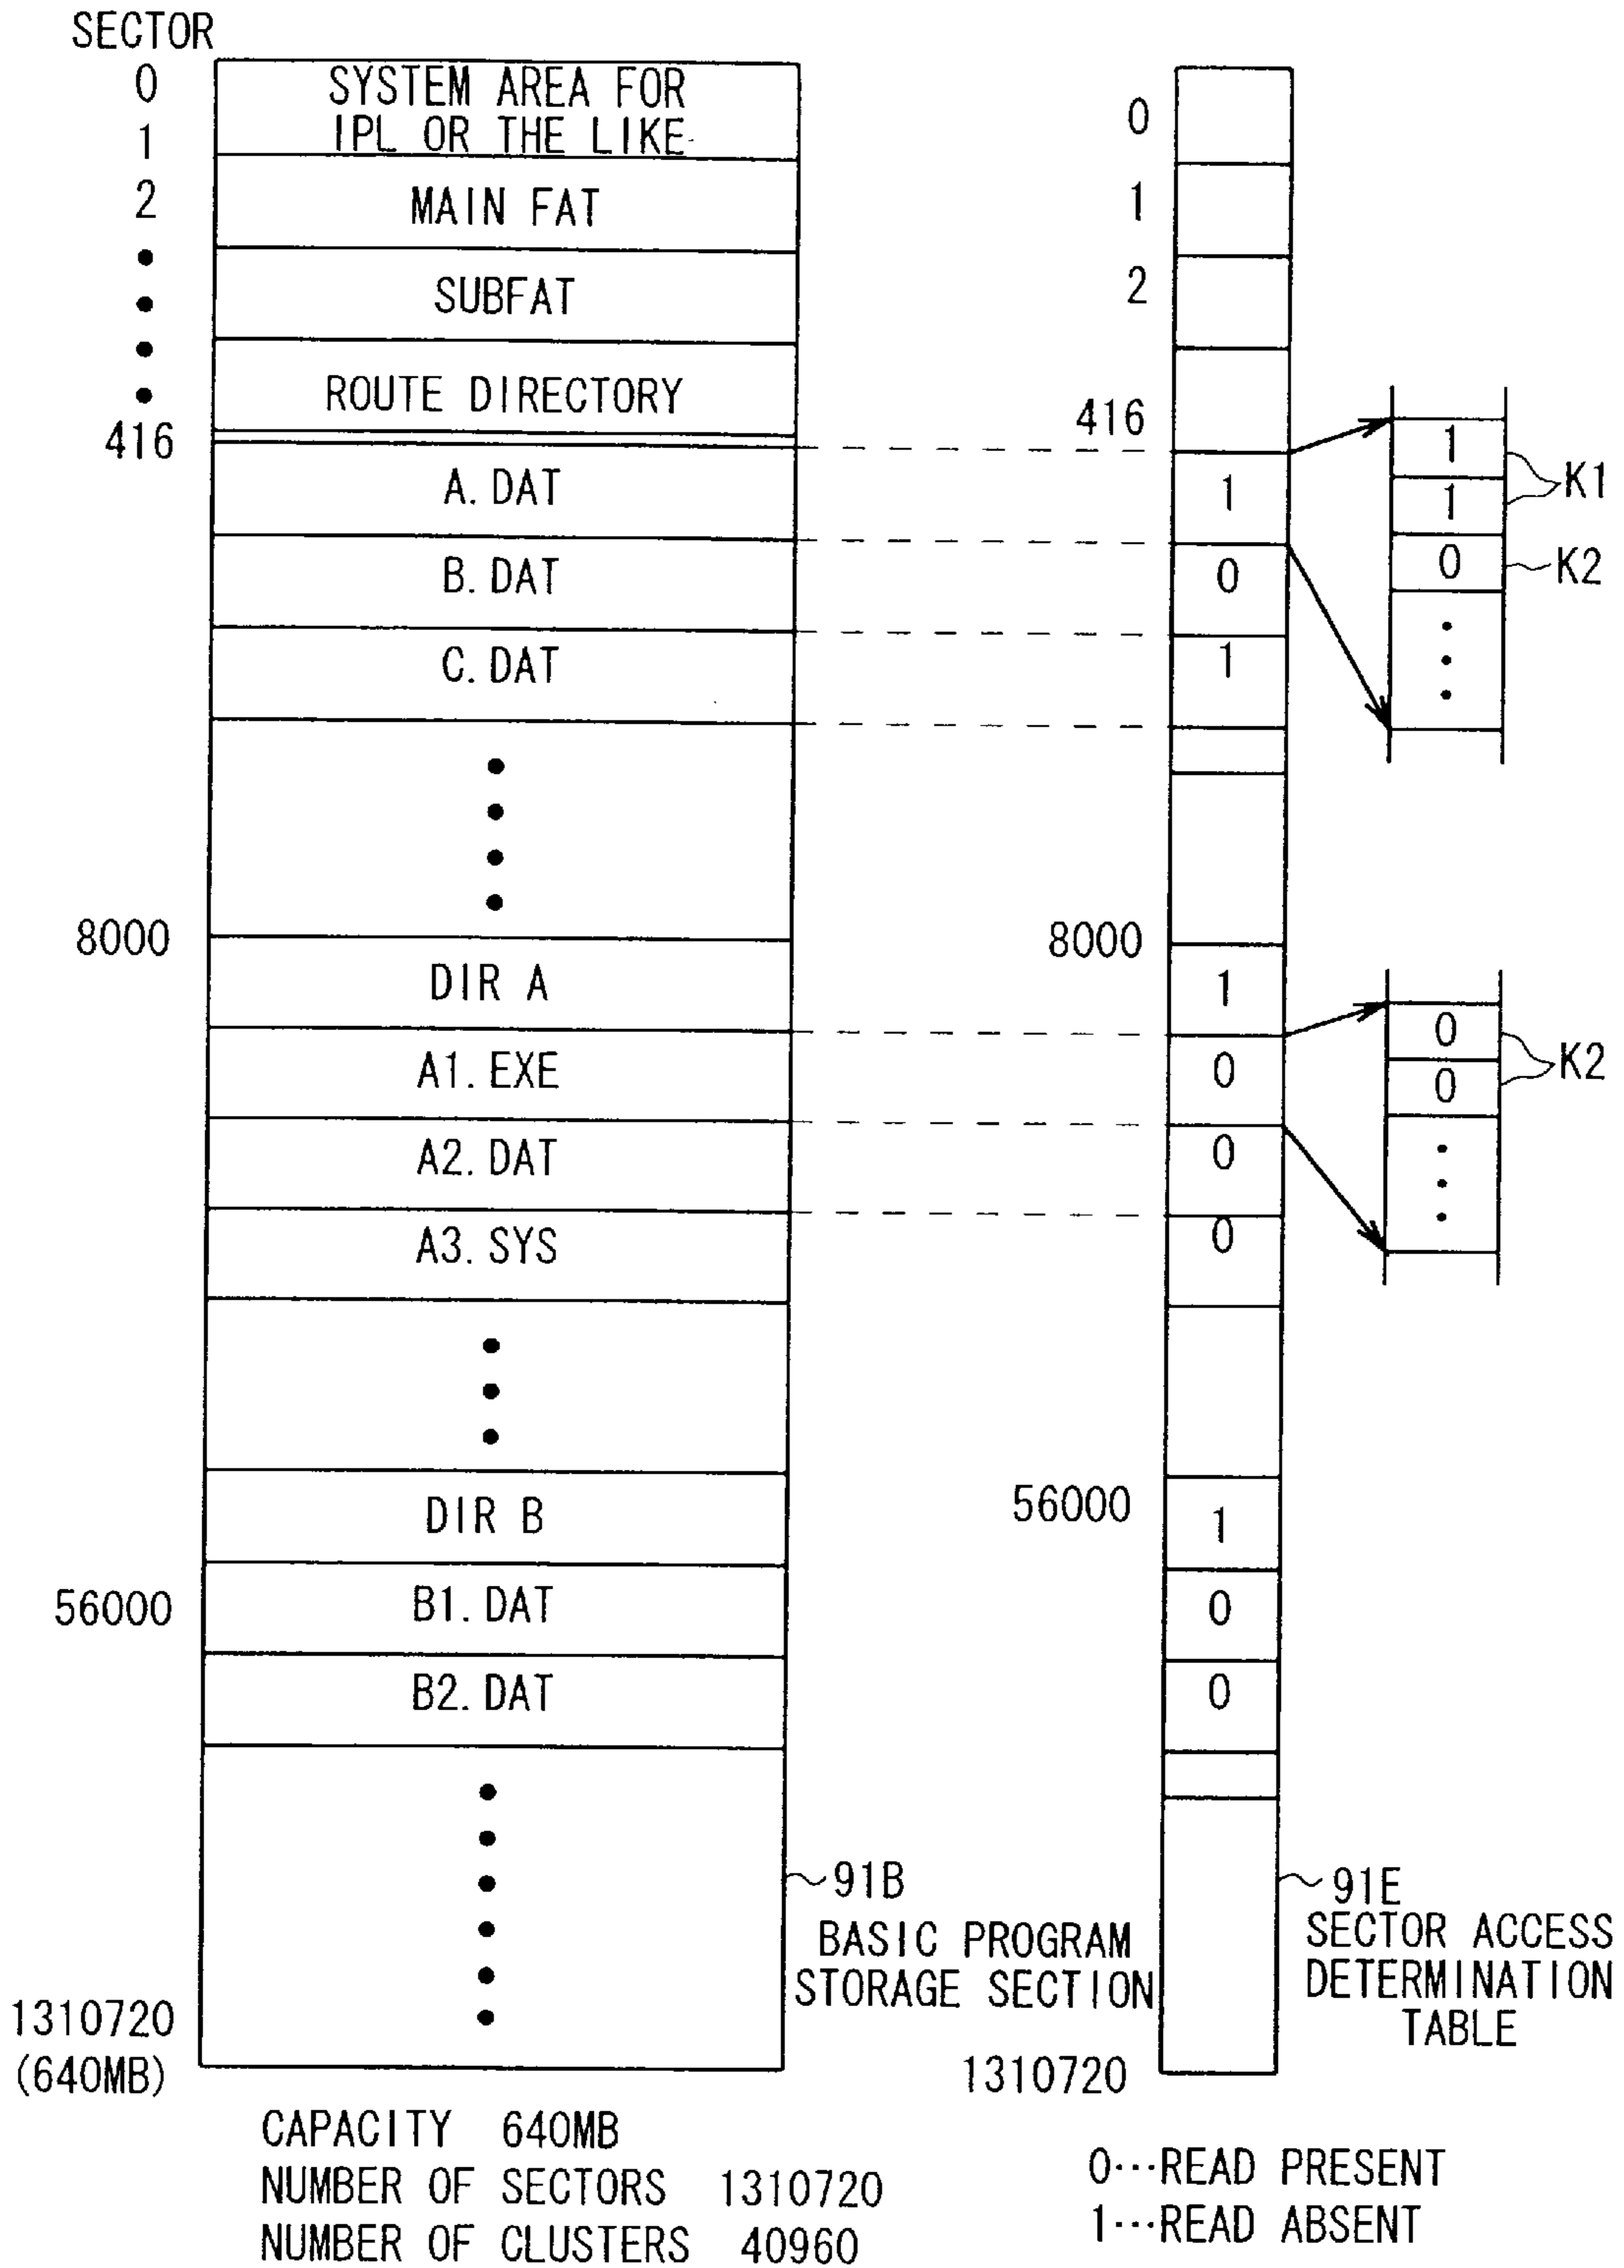 SECTOR
0
1
2
416
8000
56000
1310720
(640MB)
SYSTEM AREA FOR
IPL OR THE LIKE
MAIN FAT
SUBFAT
ROUTE DIRECTORY
A.DAT
B.DAT
C.DAT
DIR A
A1.EXE
A2.DAT
A3.SYS
DIR B
B1.DAT
B2.DAT
91B
BASIC PROGRAM
STORAGE SECTION
CAPACITY 640MB
NUMBER OF SECTORS 1310720
NUMBER OF CLUSTERS 40960
0
1
2
416
8000
56000
1310720
1
0
1
1
0
0
0
1
0
0
1
1
0
K1
K2
0
0
K2
91E
SECTOR ACCESS
DETERMINATION
TABLE
0···READ PRESENT
1···READ ABSENT